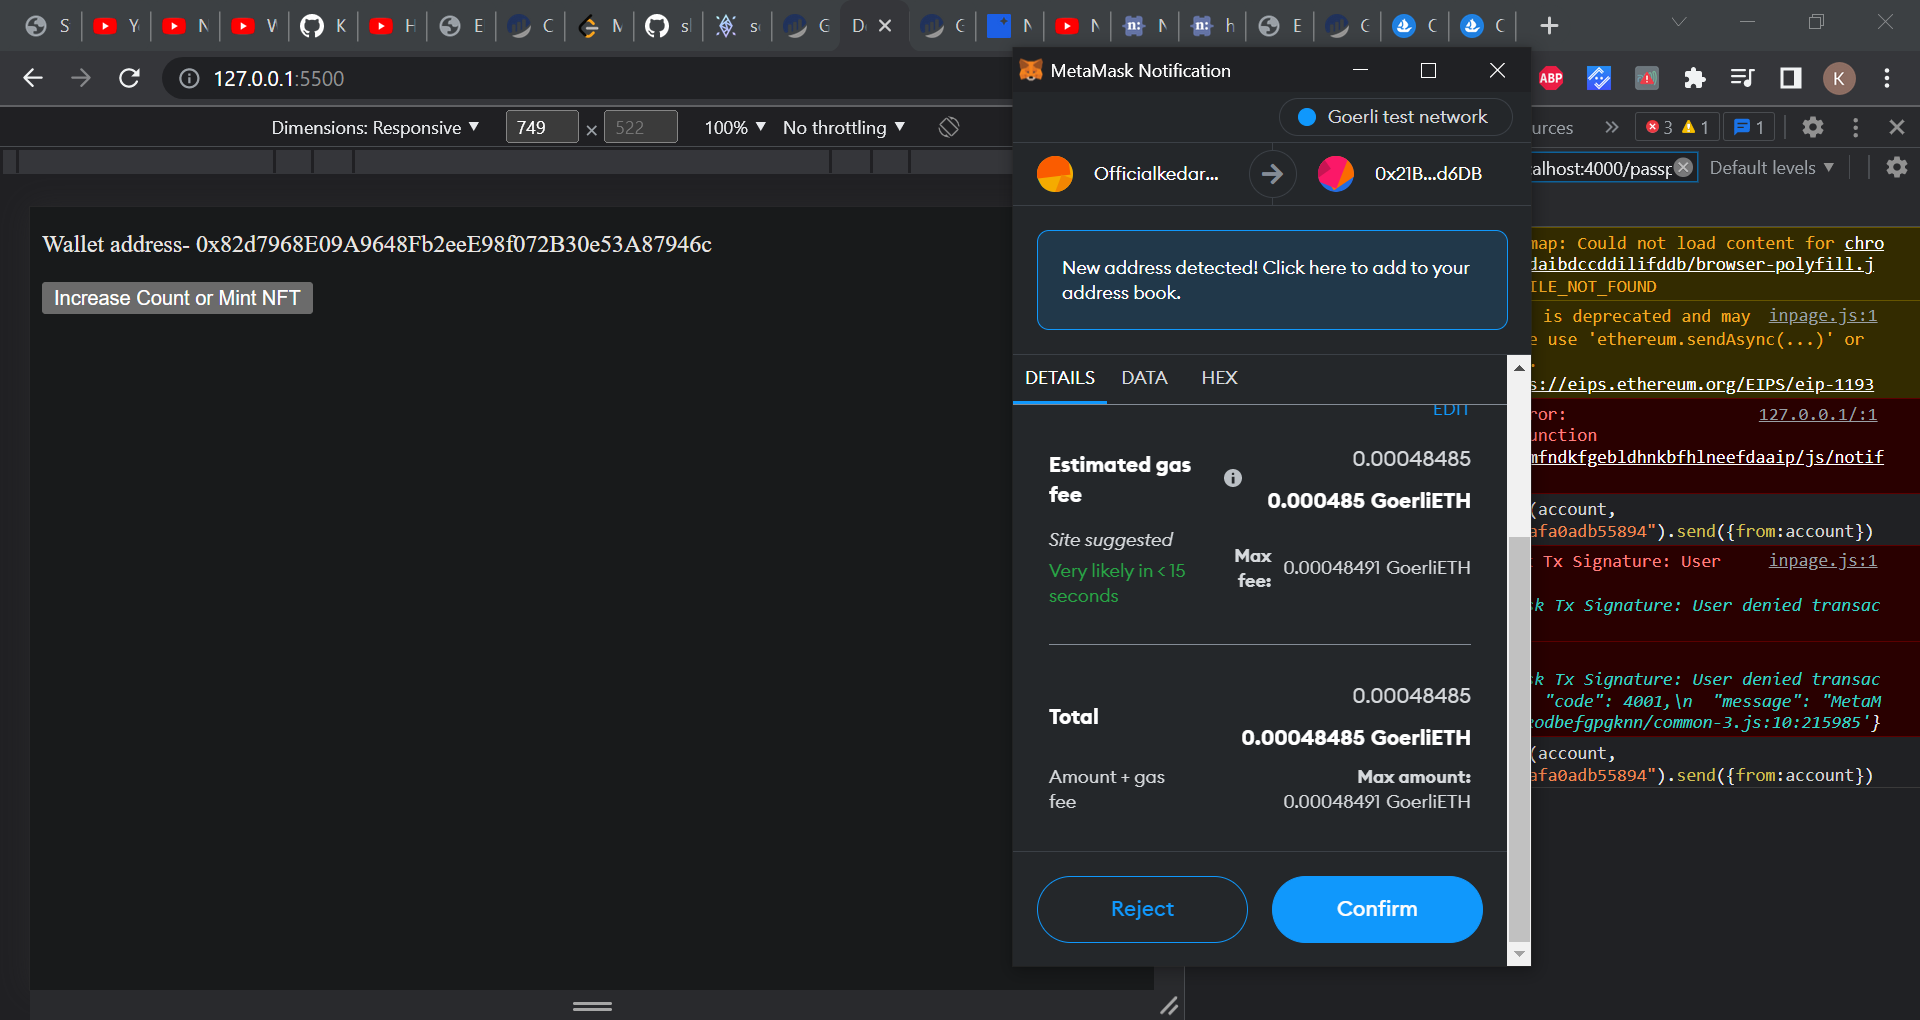 S
Y
N
V
K
H
E
C
M
sl
s
G
D
G
N
N
N
h
E
G
C
C
127.0.0.1:5500
MetaMask Notification
ABP
K
Dimensions: Responsive
749
×
522
100%
No throttling
Goerli test network
urces
3
1
1
Officialkedar...
0x21B...d6DB
alhost:4000/passp
Default levels
Wallet address- 0x82d7968E09A9648Fb2eeE98f072B30e53A87946c
Increase Count or Mint NFT
New address detected! Click here to add to your
address book.
DETAILS
DATA
HEX
EDIT
Estimated gas
fee
0.00048485
0.000485 GoerliETH
Site suggested
Very likely in < 15
seconds
Max
fee:
0.00048491 GoerliETH
Total
0.00048485
0.00048485 GoerliETH
Amount + gas
fee
Max amount:
0.00048491 GoerliETH
Reject
Confirm
map: Could not load content for chro
daibdccddilifddb/browser-polyfill.j
ILE_NOT_FOUND
is deprecated and may inpage.js:1
e use 'ethereum.sendAsync(...)' or
.
s://eips.ethereum.org/EIPS/eip-1193
ror: 127.0.0.1/:1
unction
mfndkfgebldhnkbfhlneefdaaip/js/notif
(account,
afa0adb55894").send({from:account})
Tx Signature: User inpage.js:1
k Tx Signature: User denied transac
k Tx Signature: User denied transac
"code": 4001,\n "message": "MetaM
eodbefgpgknn/common-3.js:10:215985'}
(account,
afa0adb55894").send({from:account})